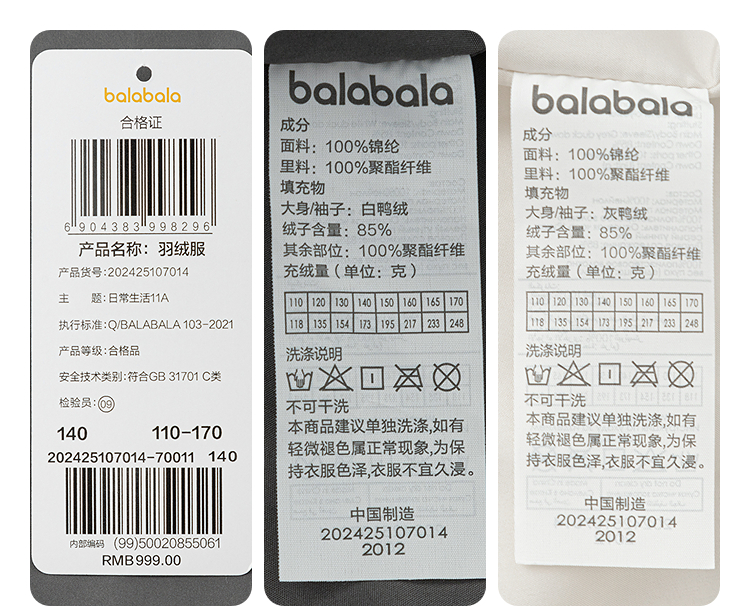 balabala
合格证
6 904383 998296
产品名称：羽绒服
产品货号:202425107014
主 题:日常生活11A
执行标准:Q/BALABALA 103-2021
产品等级:合格品
安全技术类别:符合GB 31701 C类
检验员:09
140 110-170
202425107014-70011 140
内部编码 (99)50020855061
RMB999.00
balabala
成分
面料：100%锦纶
里料：100%聚酯纤维
填充物
大身/袖子：白鸭绒
绒子含量：85%
其余部位：100%聚酯纤维
充绒量（单位：克）
110 120 130 140 150 160 165 170
118 135 154 173 195 217 233 248
洗涤说明
不可干洗
本商品建议单独洗涤,如有
轻微褪色属正常现象,为保
持衣服色泽,衣服不宜久浸。
中国制造
202425107014
2012
balabala
成分
面料：100%锦纶
里料：100%聚酯纤维
填充物
大身/袖子：灰鸭绒
绒子含量：85%
其余部位：100%聚酯纤维
充绒量（单位：克）
110 120 130 140 150 160 165 170
118 135 154 173 195 217 233 248
洗涤说明
不可干洗
本商品建议单独洗涤,如有
轻微褪色属正常现象,为保
持衣服色泽,衣服不宜久浸。
中国制造
202425107014
2012